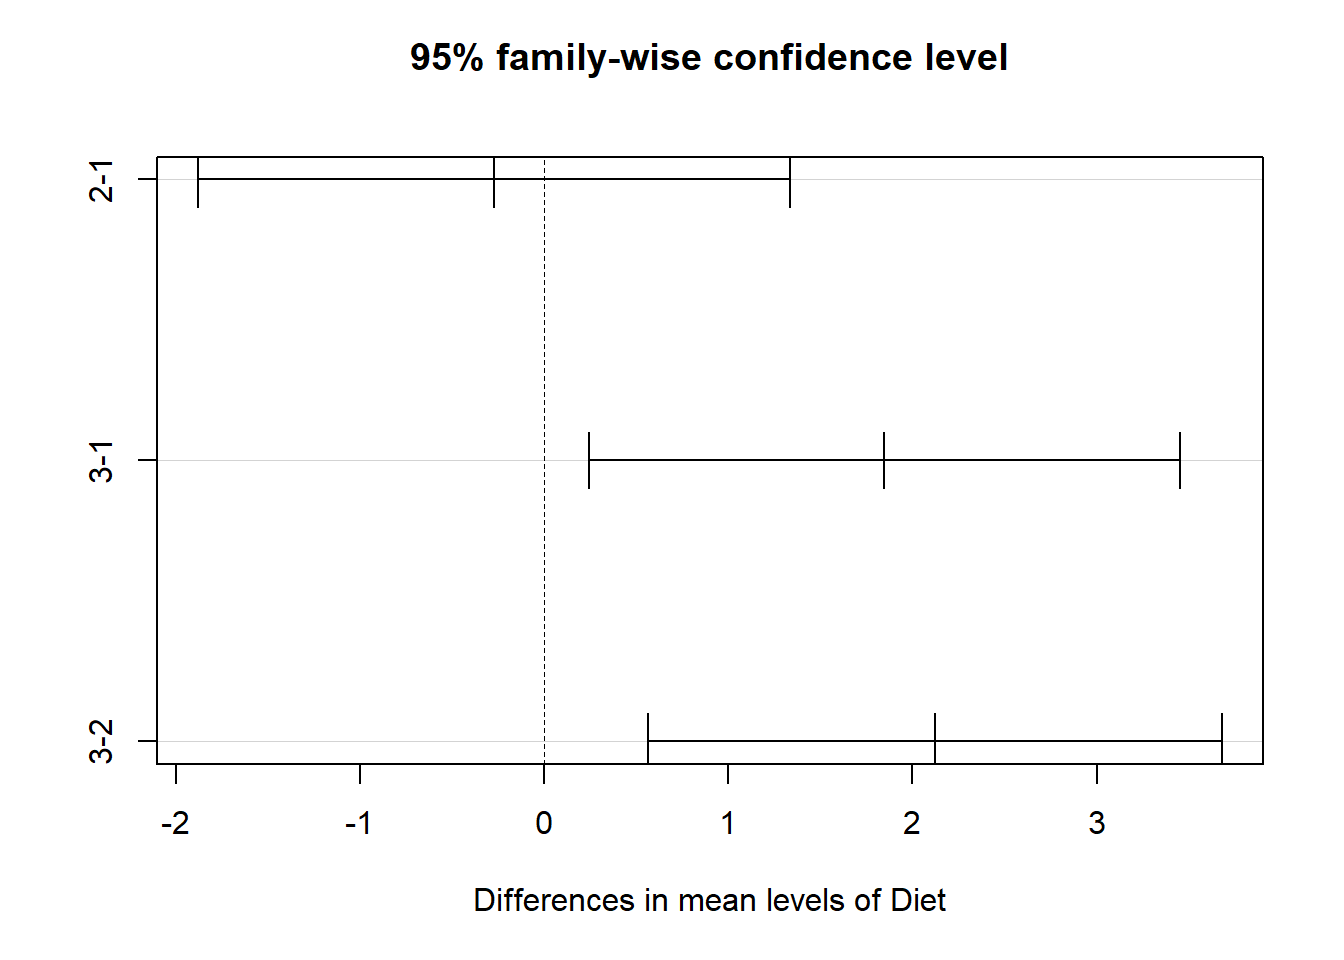 95% family-wise confidence level
2-1
3-1
3-2
-2 -1 0 1 2 3
Differences in mean levels of Diet